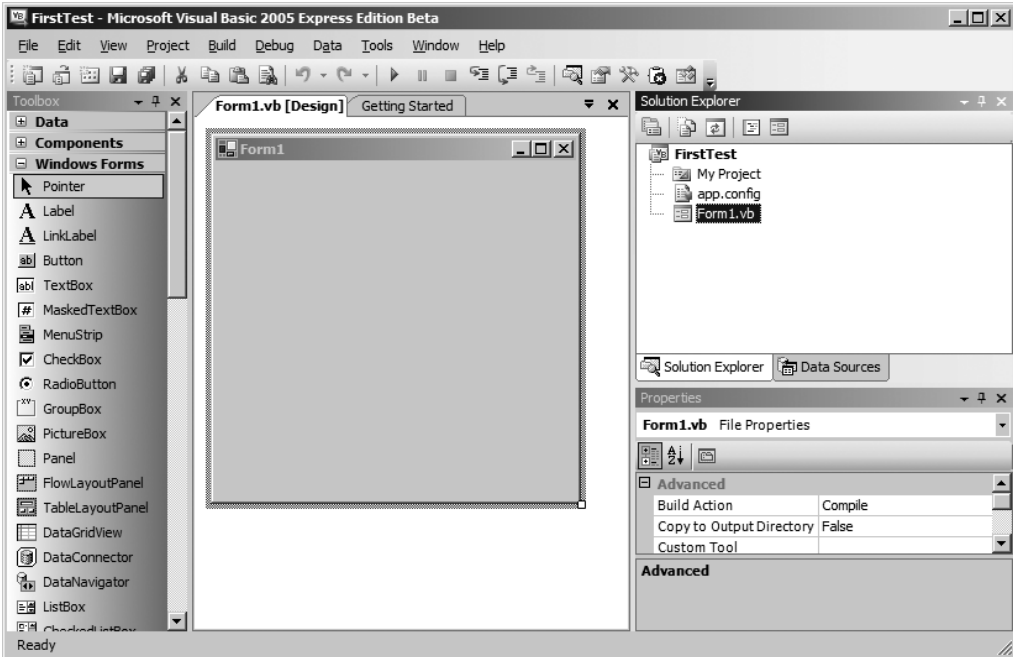 FirstTest - Microsoft Visual Basic 2005 Express Edition Beta
File Edit View Project Build Debug Data Tools Window Help
Toolbox
Data
Components
Windows Forms
Pointer
Label
LinkLabel
Button
TextBox
MaskedTextBox
MenuStrip
CheckBox
RadioButton
GroupBox
PictureBox
Panel
FlowLayoutPanel
TableLayoutPanel
DataGridView
DataConnector
DataNavigator
ListBox
CheckedListBox
Form1.vb [Design] Getting Started
Form1
Solution Explorer
FirstTest
My Project
app.config
Form1.vb
Solution Explorer Data Sources
Properties
Form1.vb File Properties
Advanced
Build Action Compile
Copy to Output Directory False
Custom Tool
Advanced
Ready